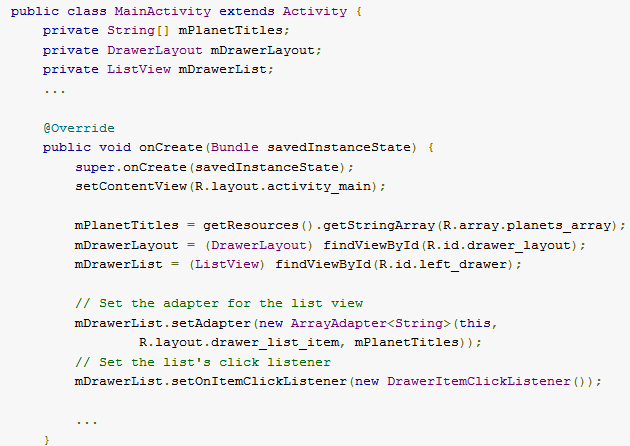 public class MainActivity extends Activity {
    private String[] mPlanetTitles;
    private DrawerLayout mDrawerLayout;
    private ListView mDrawerList;
    ...

    @Override
    public void onCreate(Bundle savedInstanceState) {
        super.onCreate(savedInstanceState);
        setContentView(R.layout.activity_main);

        mPlanetTitles = getResources().getStringArray(R.array.planets_array);
        mDrawerLayout = (DrawerLayout) findViewById(R.id.drawer_layout);
        mDrawerList = (ListView) findViewById(R.id.left_drawer);

        // Set the adapter for the list view
        mDrawerList.setAdapter(new ArrayAdapter<String>(this,
                R.layout.drawer_list_item, mPlanetTitles));
        // Set the list's click listener
        mDrawerList.setOnItemClickListener(new DrawerItemClickListener());

        ...
    }